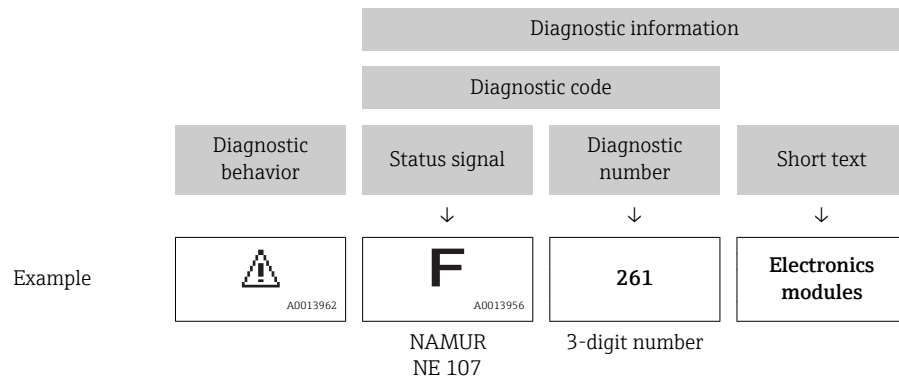 Diagnostic information
Diagnostic code
Diagnostic
behavior
Status signal
Diagnostic
number
Short text
↓
↓
↓
Example
A0013962
F
A0013956
261
Electronics
modules
NAMUR
NE 107
3-digit number